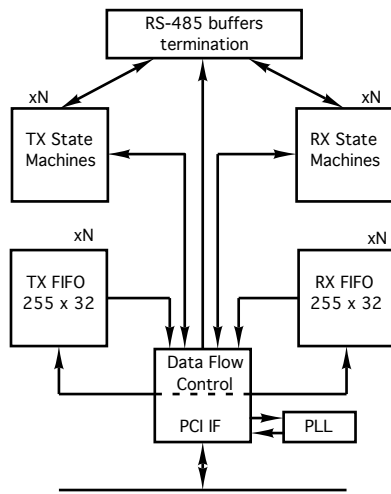 RS-485 buffers
termination
xN
xN
TX State
Machines
RX State
Machines
xN
xN
TX FIFO
255 x 32
RX FIFO
255 x 32
Data Flow
Control
PCI IF
PLL